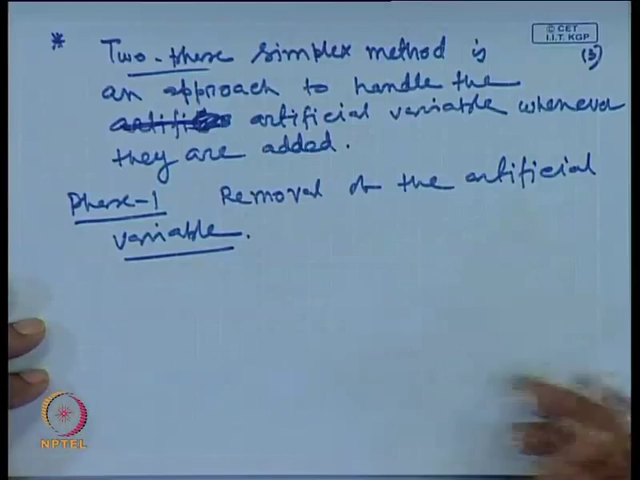 © CET
I.I.T. KGP
* Two-phase simplex method is (3)
an approach to handle the
artificial variable whenever
they are added.
Phase-1 Removal of the artificial
variable.
NPTEL